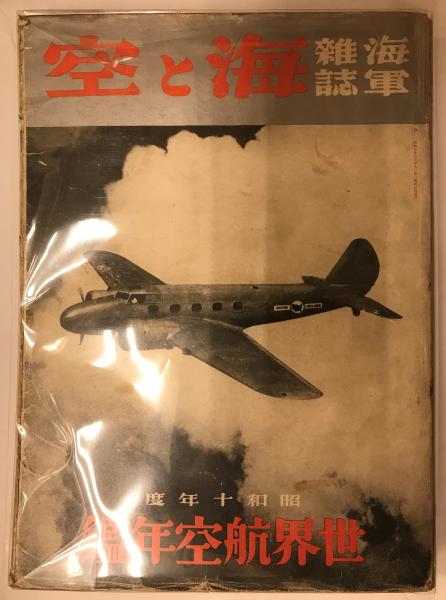 海軍
雑誌
海と空
昭和十年度
世界航空年鑑